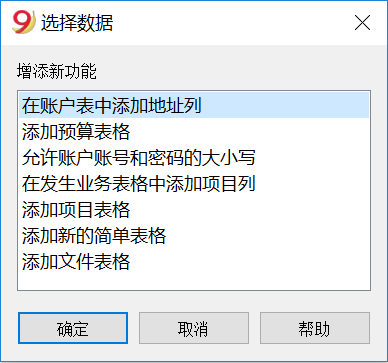 9 选择数据
增添新功能
在账户表中添加地址列
添加预算表格
允许账户账号和密码的大小写
在发生业务表格中添加项目列
添加项目表格
添加新的简单表格
添加文件表格
确定 取消 帮助